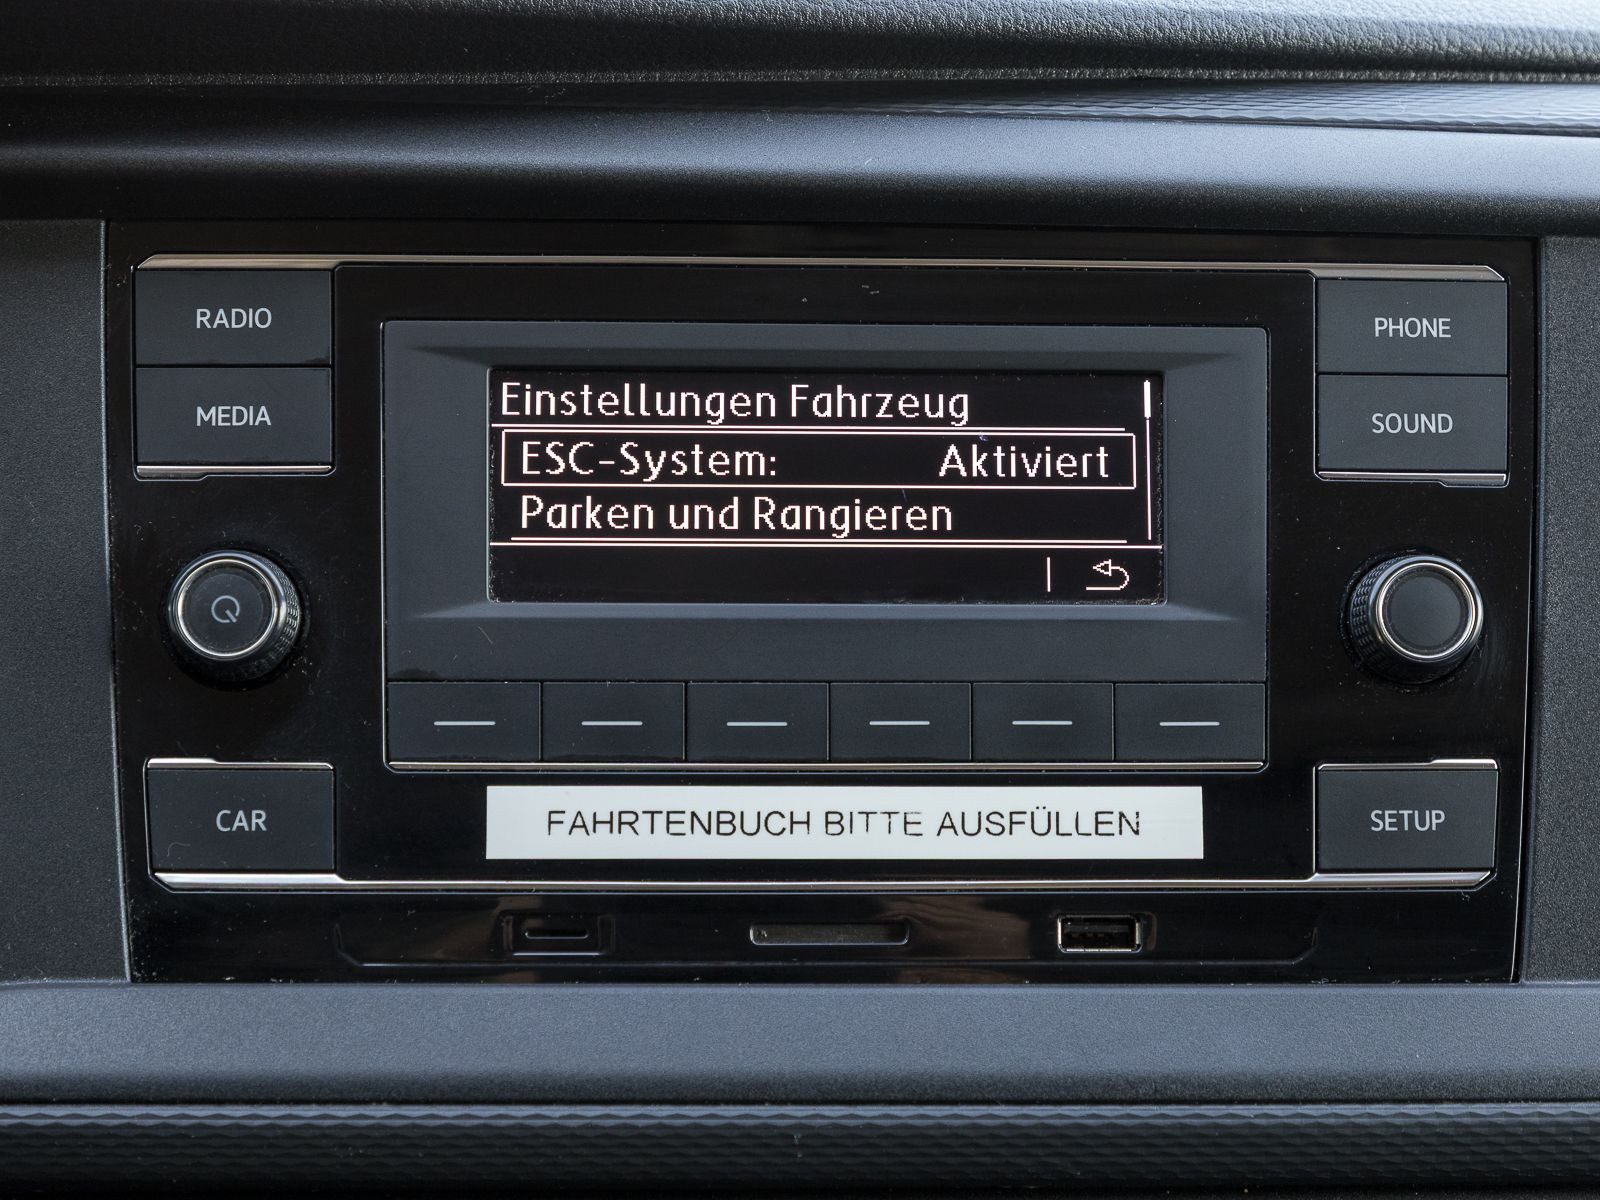 RADIO
MEDIA
PHONE
SOUND
Einstellungen Fahrzeug
ESC-System: Aktiviert
Parken und Rangieren
CAR
FAHRTENBUCH BITTE AUSFÜLLEN
SETUP